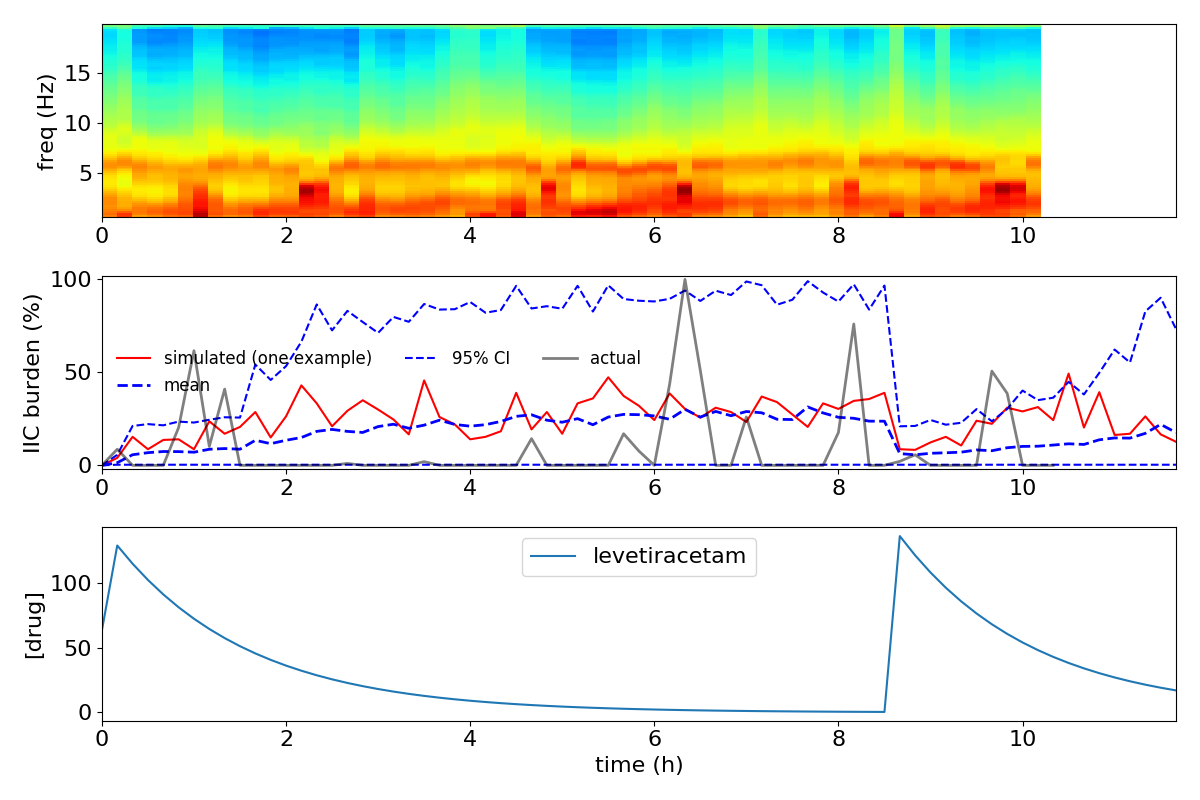 freq (Hz)
15
10
5
0 2 4 6 8 10
IIC burden (%)
100
50
0
simulated (one example) 95% CI actual
mean
0 2 4 6 8 10
[drug]
100
50
0
levetiracetam
0 2 4 6 8 10
time (h)